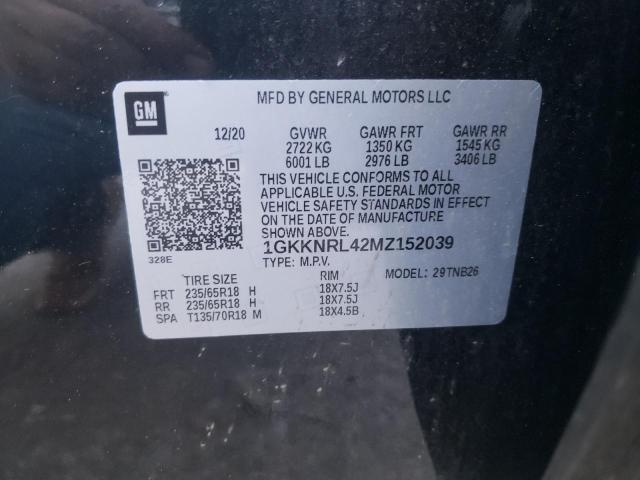 GM
MFD BY GENERAL MOTORS LLC
12/20 GVWR GAWR FRT GAWR RR
2722 KG 1350 KG 1545 KG
6001 LB 2976 LB 3406 LB
THIS VEHICLE CONFORMS TO ALL
APPLICABLE U.S. FEDERAL MOTOR
VEHICLE SAFETY STANDARDS IN EFFECT
ON THE DATE OF MANUFACTURE
SHOWN ABOVE.
1GKKNRL42MZ152039
328E
TYPE: M.P.V. MODEL: 29TNB26
TIRE SIZE RIM
FRT 235/65R18 H 18X7.5J
RR 235/65R18 H 18X7.5J
SPA T135/70R18 M 18X4.5B